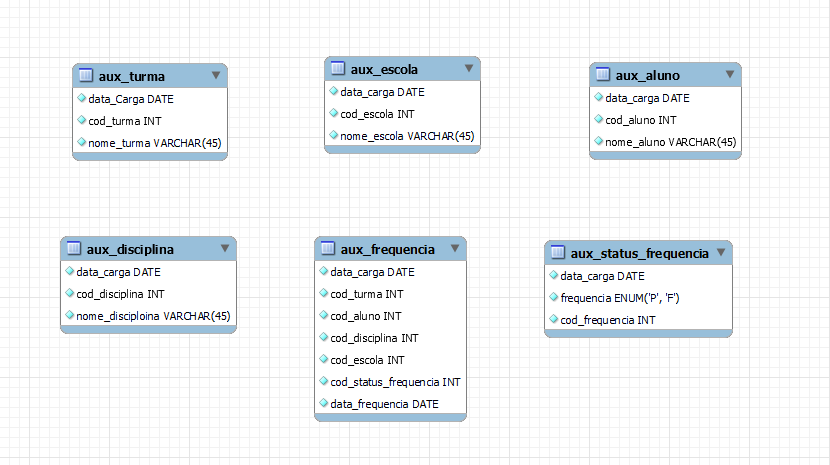 aux_turma
data_Carga DATE
cod_turma INT
nome_turma VARCHAR(45)
aux_escola
data_carga DATE
cod_escola INT
nome_escola VARCHAR(45)
aux_aluno
data_carga DATE
cod_aluno INT
nome_aluno VARCHAR(45)
aux_disciplina
data_carga DATE
cod_disciplina INT
nome_disciploina VARCHAR(45)
aux_frequencia
data_carga DATE
cod_turma INT
cod_aluno INT
cod_disciplina INT
cod_escola INT
cod_status_frequencia INT
data_frequencia DATE
aux_status_frequencia
data_carga DATE
frequencia ENUM('P', 'F')
cod_frequencia INT